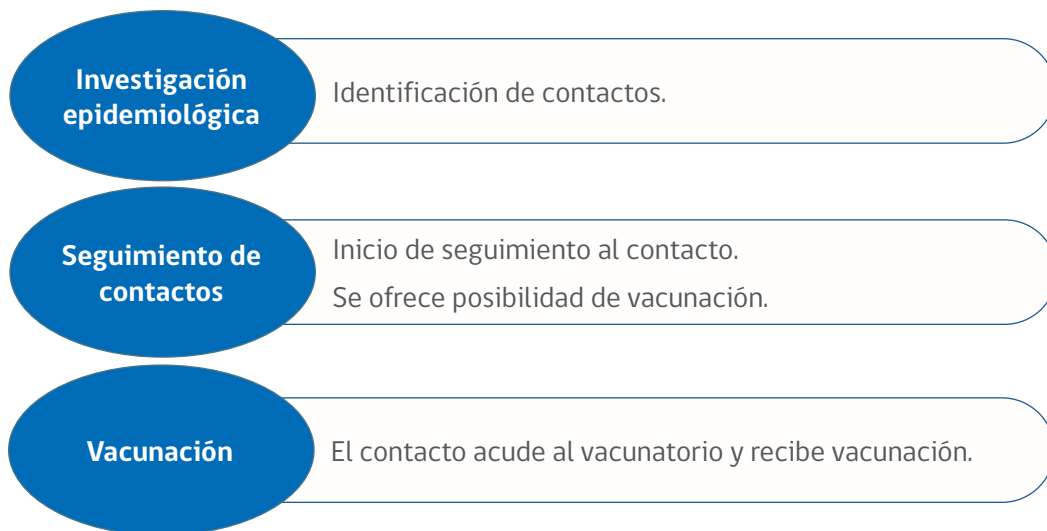 Investigación
epidemiológica
Identificación de contactos.
Seguimiento de
contactos
Inicio de seguimiento al contacto.
Se ofrece posibilidad de vacunación.
Vacunación
El contacto acude al vacunatorio y recibe vacunación.